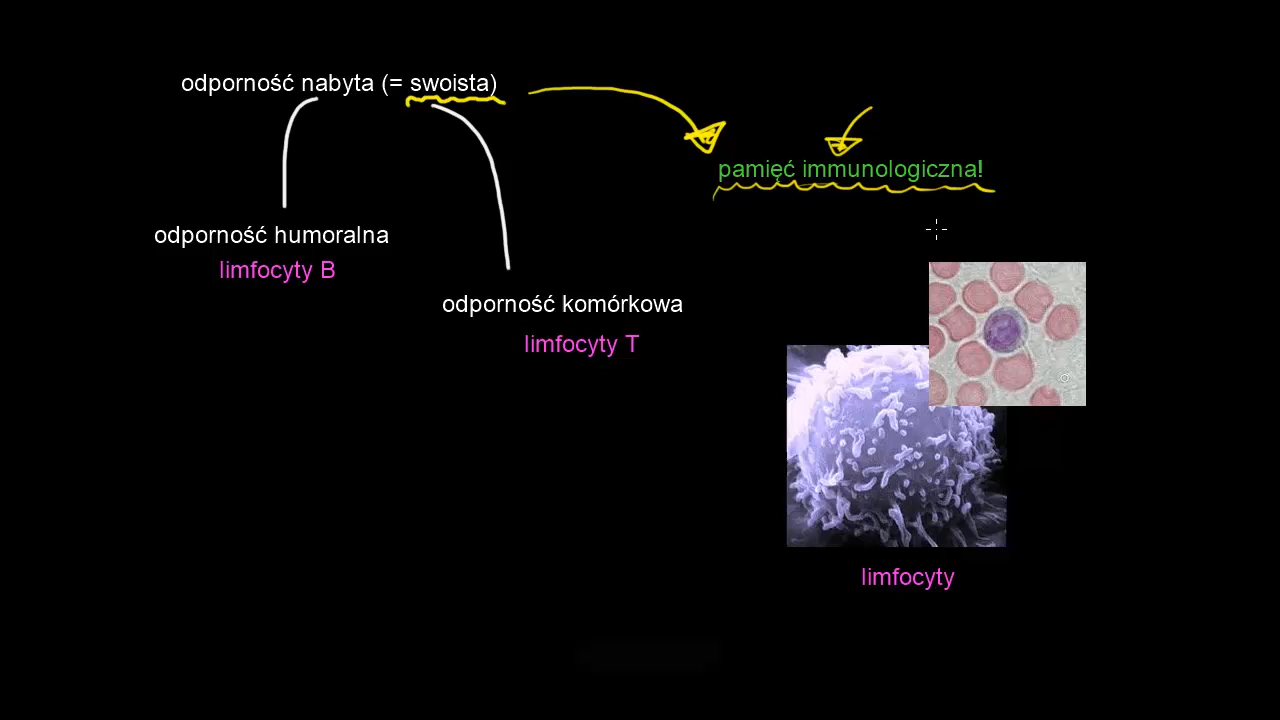 odporność nabyta (= swoista)
pamięć immunologiczna!
odporność humoralna
limfocyty B
odporność komórkowa
limfocyty T
limfocyty